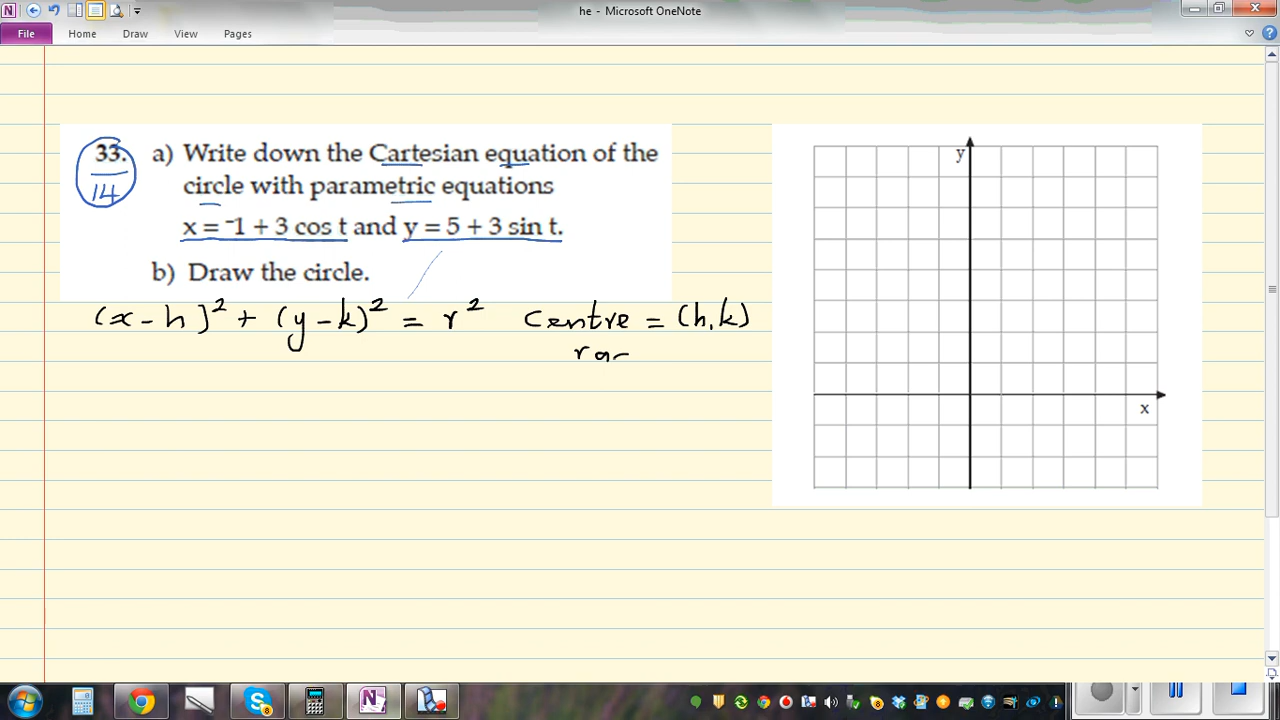 he - Microsoft OneNote
File Home Draw View Pages
33.
14
a) Write down the Cartesian equation of the
circle with parametric equations
x = ⁻1 + 3 cos t and y = 5 + 3 sin t.
b) Draw the circle.
(x - h)² + (y - k)² = r² Centre = (h,k)
ra
y
x